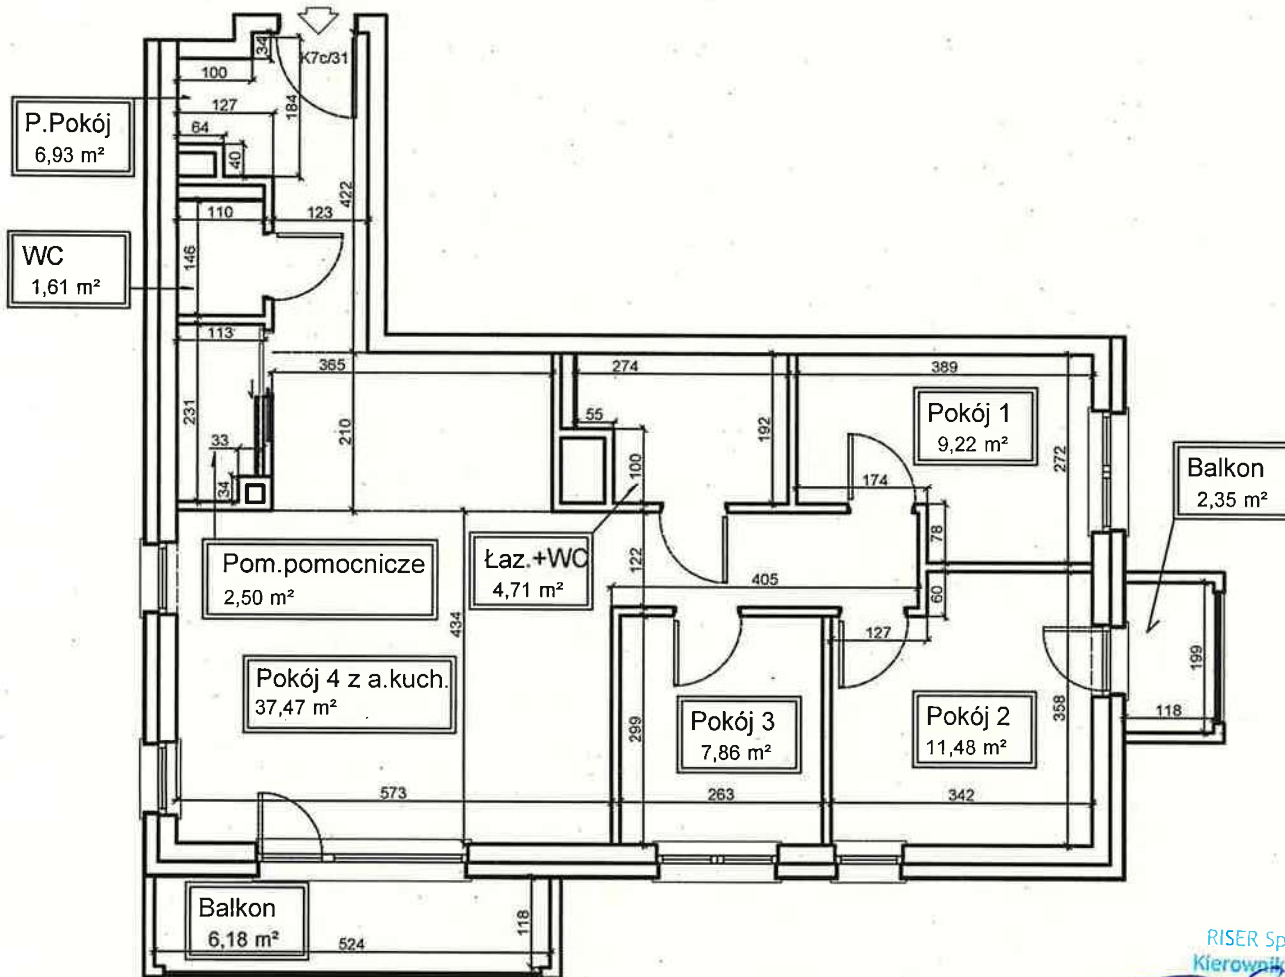 K7c/31
34
100
184
P.Pokój
6,93 m²
127
64
40
422
110
123
WC
1,61 m²
146
113
365
274
389
231
210
55
192
Pokój 1
9,22 m²
272
33
34
100
174
78
Balkon
2,35 m²
Pom.pomocnicze
2,50 m²
Łaz.+WC
4,71 m²
122
405
60
434
127
199
118
Pokój 4 z a.kuch.
37,47 m²
299
Pokój 3
7,86 m²
Pokój 2
11,48 m²
358
573
263
342
Balkon
6,18 m²
118
524
RISER Sp
Kierownik